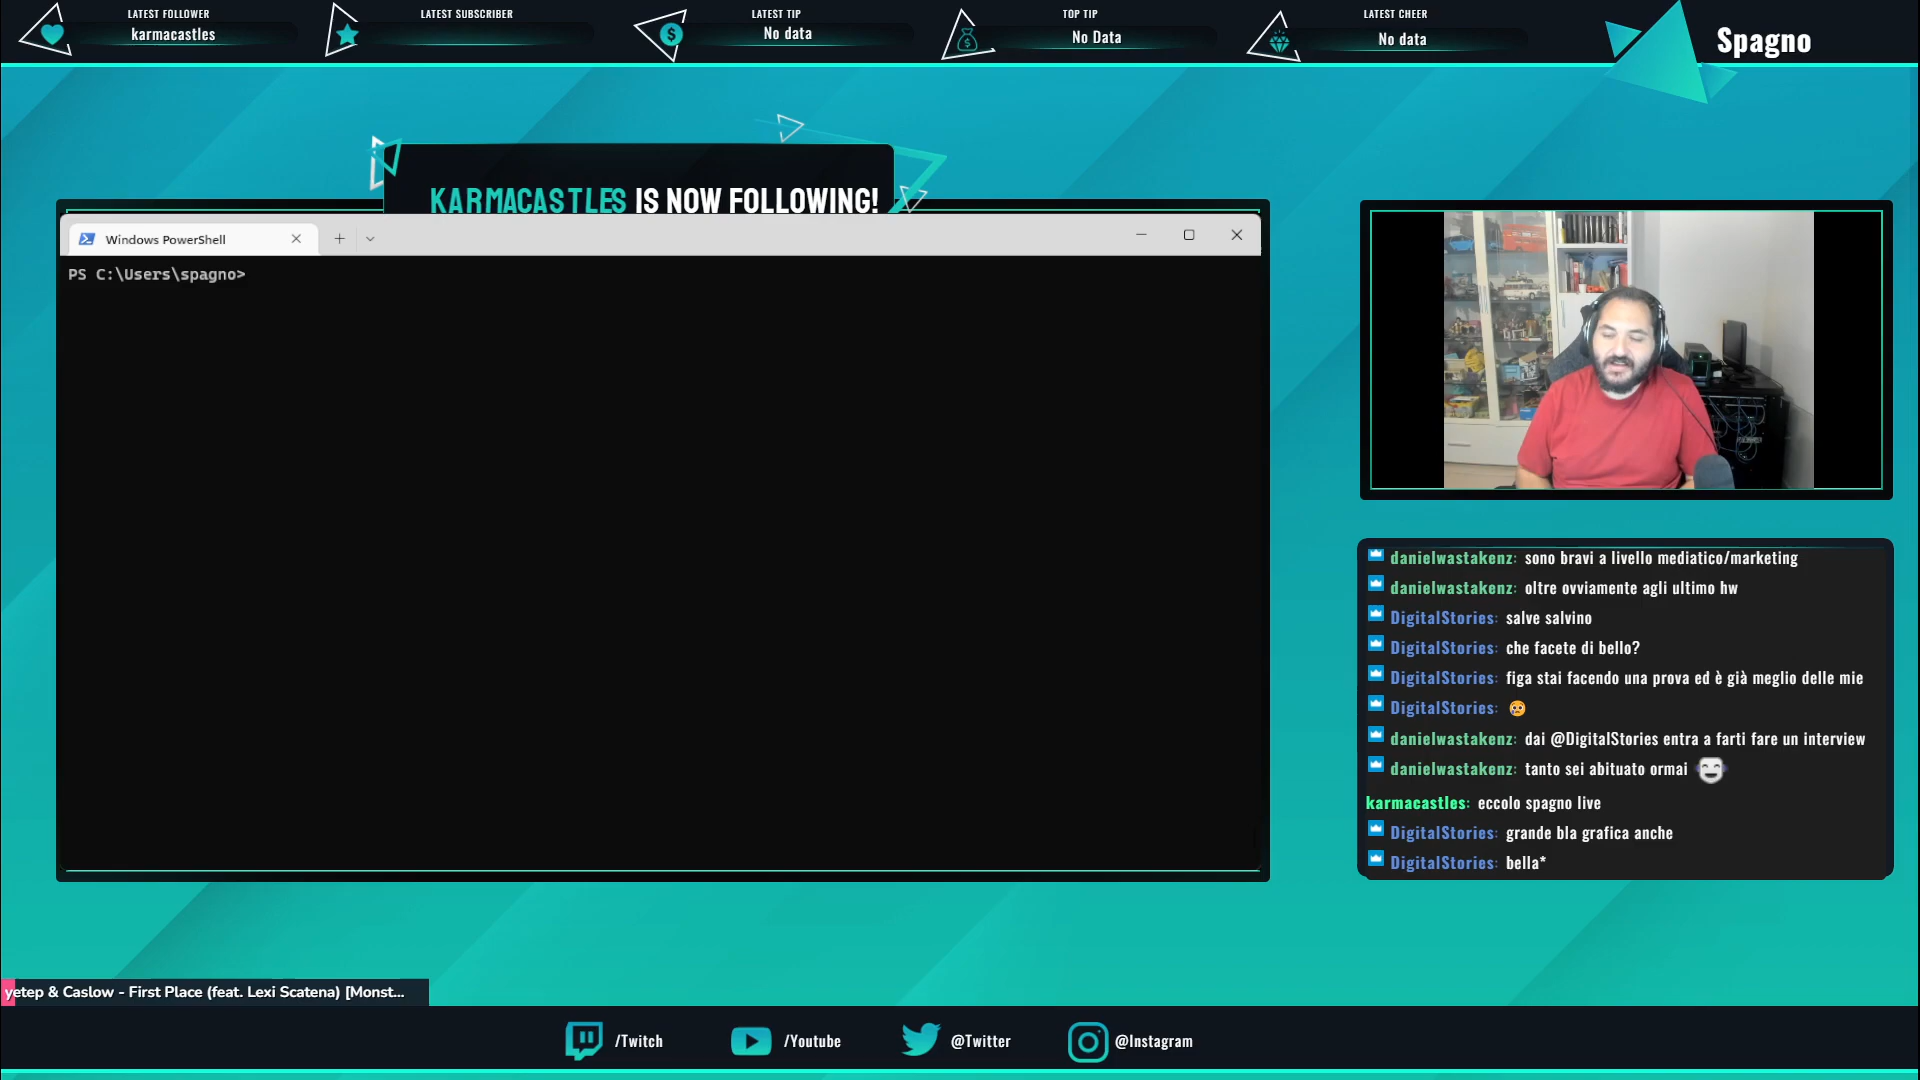 LATEST FOLLOWER
karmacastles
LATEST SUBSCRIBER
LATEST TIP
No data
TOP TIP
No Data
LATEST CHEER
No data
Spagno
KARMACASTLES IS NOW FOLLOWING!
Windows PowerShell
PS C:\Users\spagno>
danielwastakenz: sono bravi a livello mediatico/marketing
danielwastakenz: oltre ovviamente agli ultimo hw
DigitalStories: salve salvino
DigitalStories: che facete di bello?
DigitalStories: figa stai facendo una prova ed è già meglio delle mie
DigitalStories:
danielwastakenz: dai @DigitalStories entra a farti fare un interview
danielwastakenz: tanto sei abituato ormai
karmacastles: eccolo spagno live
DigitalStories: grande bla grafica anche
DigitalStories: bella*
yetep & Caslow - First Place (feat. Lexi Scatena) [Monst...
/Twitch
/Youtube
@Twitter
@Instagram